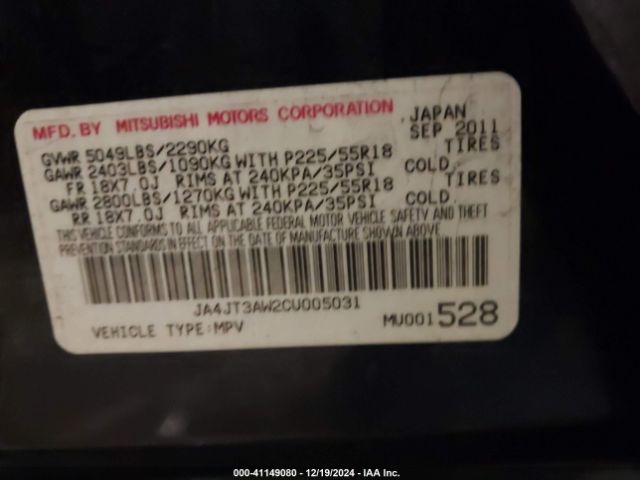 MFD. BY MITSUBISHI MOTORS CORPORATION JAPAN
SEP 2011
GVWR 5049LBS/2290KG
GAWR 2403LBS/1090KG WITH P225/55R18 TIRES
FR 18X7.0J RIMS AT 240KPA/35PSI COLD.
GAWR 2800LBS/1270KG WITH P225/55R18 TIRES
RR 18X7.0J RIMS AT 240KPA/35PSI COLD.
THIS VEHICLE CONFORMS TO ALL APPLICABLE FEDERAL MOTOR VEHICLE SAFETY AND THEFT
PREVENTION STANDARDS IN EFFECT ON THE DATE OF MANUFACTURE SHOWN ABOVE
JA4JT3AW2CU005031
VEHICLE TYPE:MPV MU001528
000-41149080 - 12/19/2024 - IAA Inc.